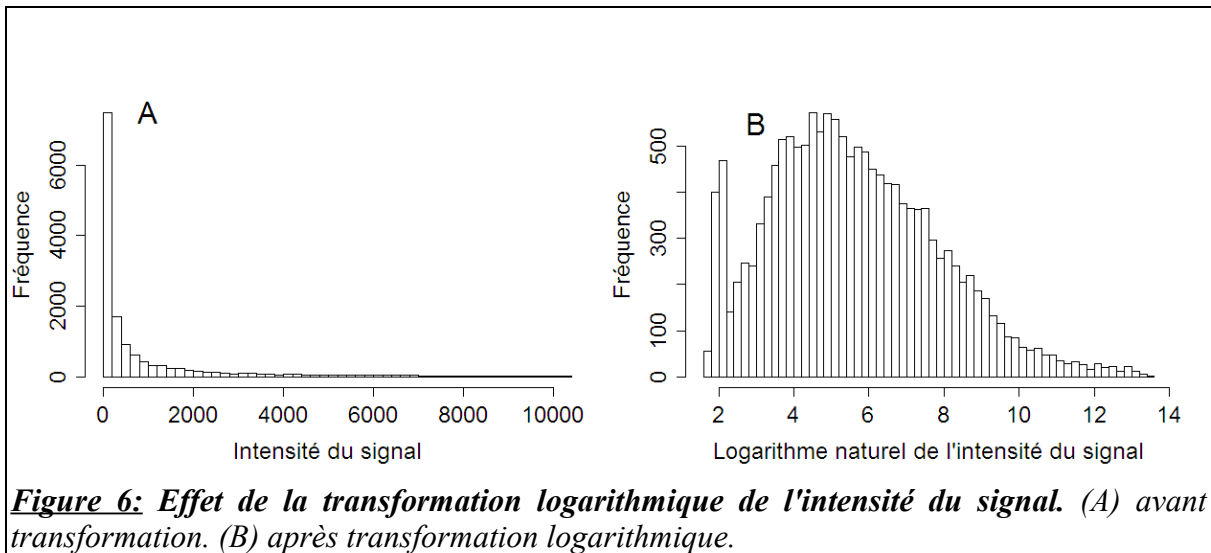 A
B
Fréquence
0 2000 4000 6000
0 2000 4000 6000 8000 10000
Intensité du signal
Fréquence
0 100 300 500
2 4 6 8 10 12 14
Logarithme naturel de l'intensité du signal
Figure 6: Effet de la transformation logarithmique de l'intensité du signal. (A) avant
transformation. (B) après transformation logarithmique.